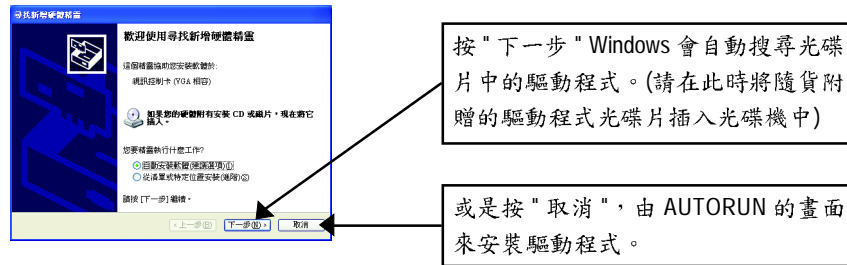 尋找新增硬體精靈
歡迎使用尋找新增硬體精靈
這個精靈協助您安裝軟體於:
視訊控制卡 (VGA 相容)
如果您的硬體附有安裝 CD 或磁片，現在將它
插入。
您要精靈執行什麼工作?
自動安裝軟體(建議選項)(I)
從清單或特定位置安裝(進階)(S)
請按 [下一步] 繼續。
<上一步(B)
下一步(N)>
取消
按"下一步"Windows 會自動搜尋光碟
片中的驅動程式。(請在此時將隨貨附
贈的驅動程式光碟片插入光碟機中)
或是按"取消"，由 AUTORUN 的畫面
來安裝驅動程式。